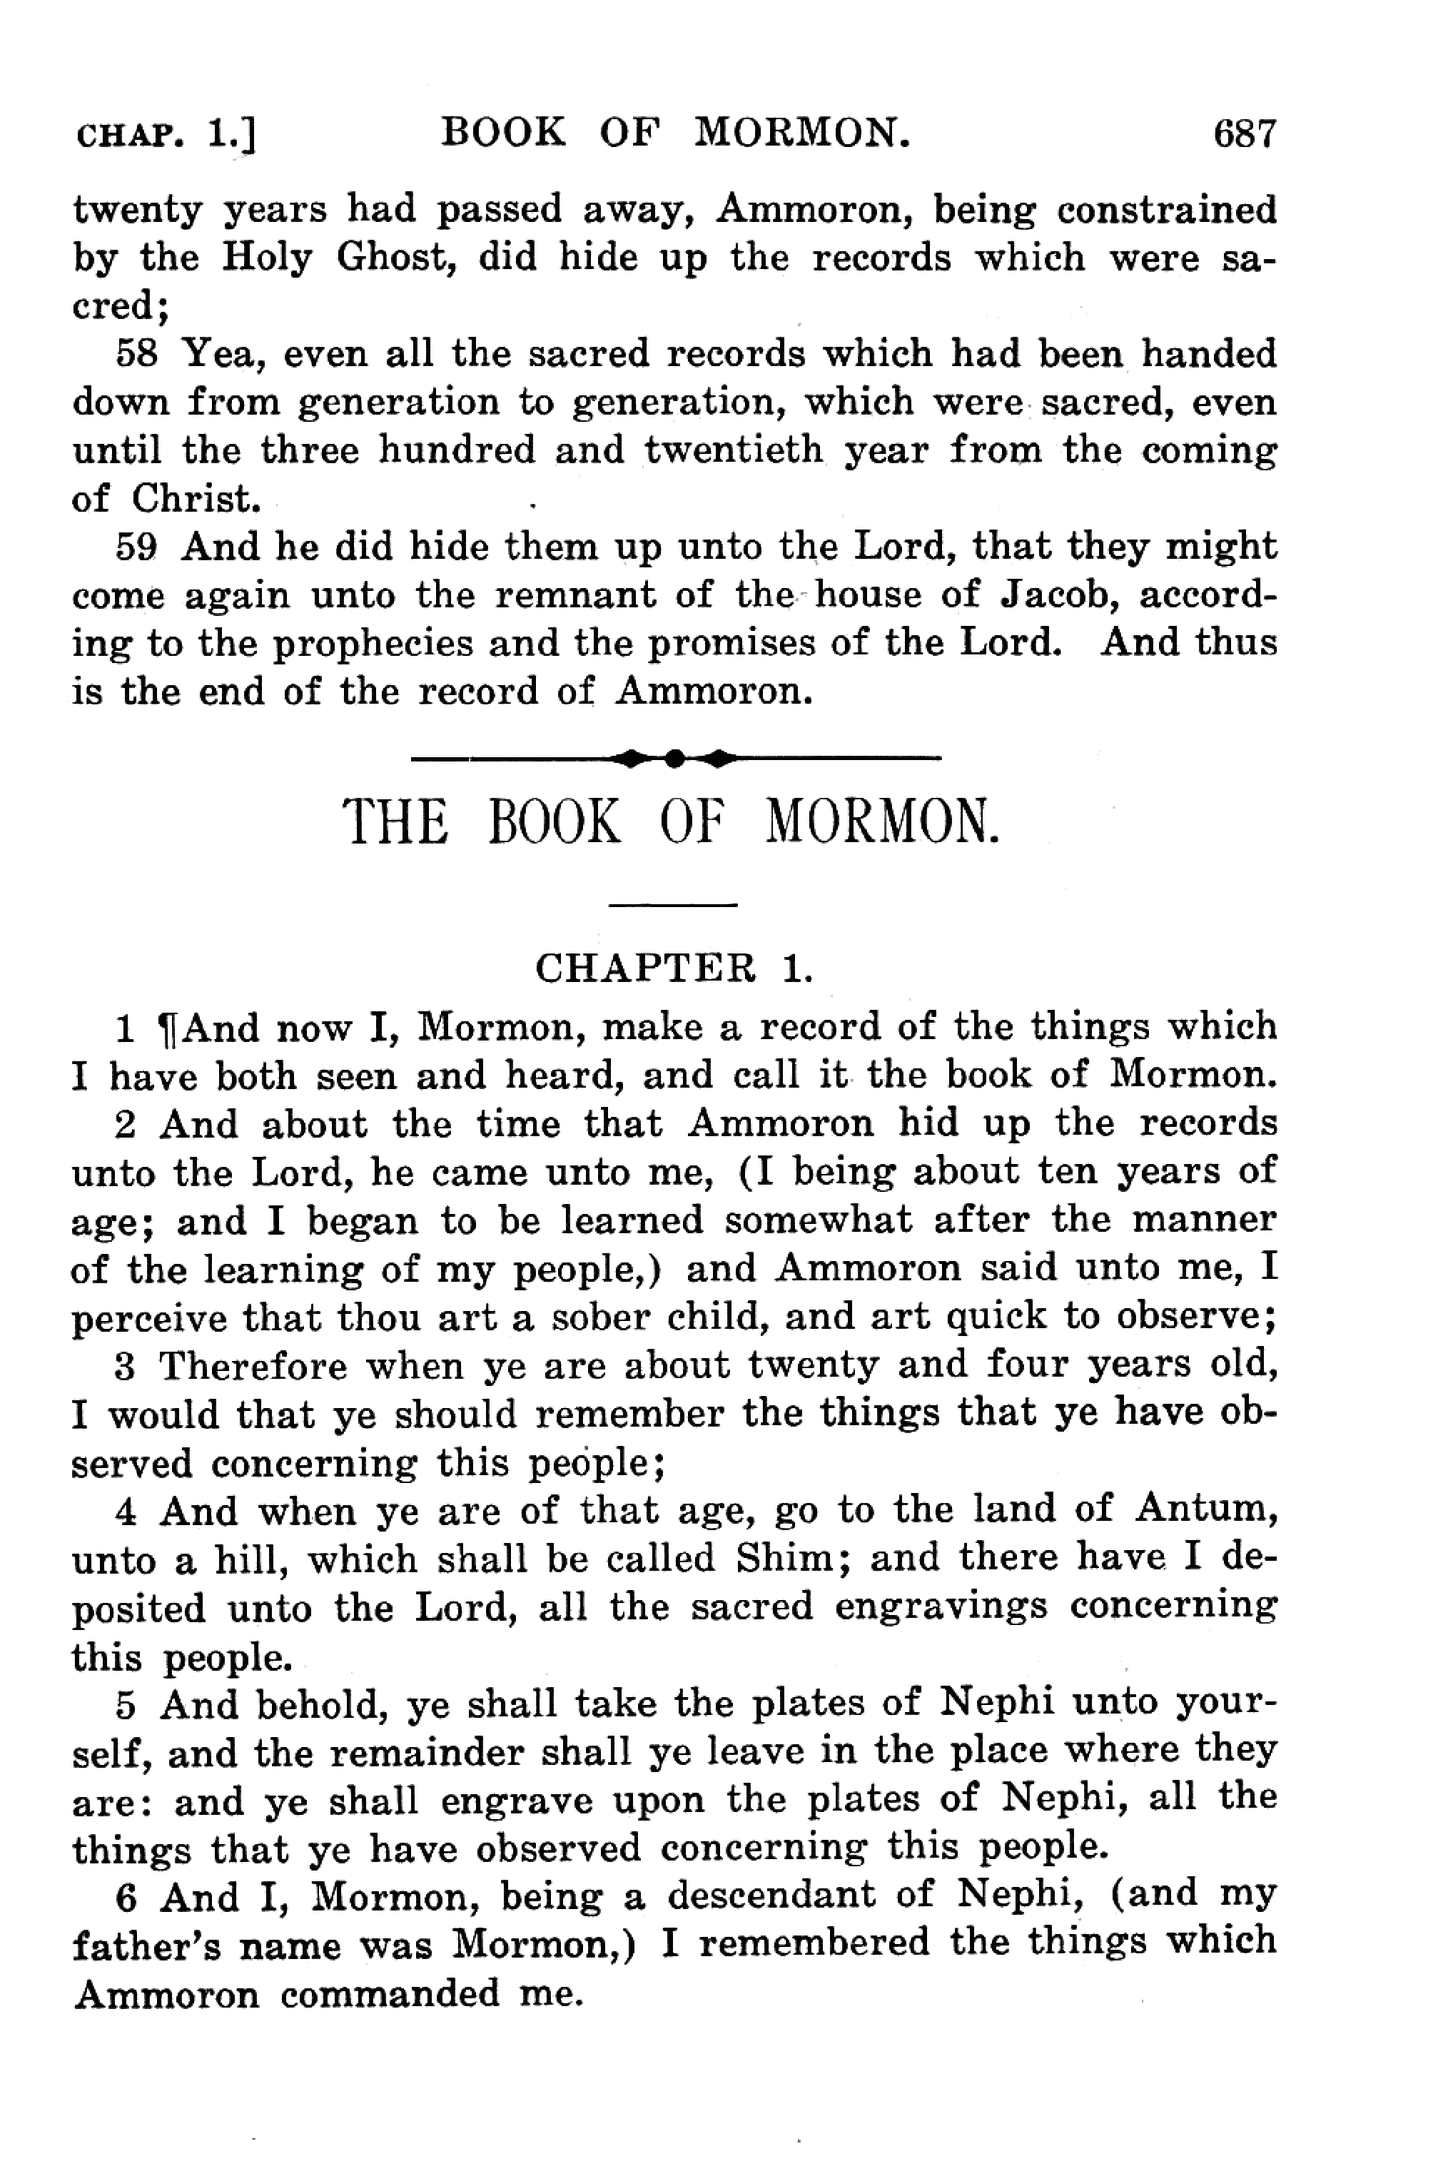 CHAP. 1.] BOOK OF MORMON. 687
twenty years had passed away, Ammoron, being constrained
by the Holy Ghost, did hide up the records which were sa-
cred;
58 Yea, even all the sacred records which had been handed
down from generation to generation, which were sacred, even
until the three hundred and twentieth year from the coming
of Christ.
59 And he did hide them up unto the Lord, that they might
come again unto the remnant of the house of Jacob, accord-
ing to the prophecies and the promises of the Lord. And thus
is the end of the record of Ammoron.
THE BOOK OF MORMON.
CHAPTER 1.
1 ¶And now I, Mormon, make a record of the things which
I have both seen and heard, and call it the book of Mormon.
2 And about the time that Ammoron hid up the records
unto the Lord, he came unto me, (I being about ten years of
age; and I began to be learned somewhat after the manner
of the learning of my people,) and Ammoron said unto me, I
perceive that thou art a sober child, and art quick to observe;
3 Therefore when ye are about twenty and four years old,
I would that ye should remember the things that ye have ob-
served concerning this people;
4 And when ye are of that age, go to the land of Antum,
unto a hill, which shall be called Shim; and there have I de-
posited unto the Lord, all the sacred engravings concerning
this people.
5 And behold, ye shall take the plates of Nephi unto your-
self, and the remainder shall ye leave in the place where they
are: and ye shall engrave upon the plates of Nephi, all the
things that ye have observed concerning this people.
6 And I, Mormon, being a descendant of Nephi, (and my
father's name was Mormon,) I remembered the things which
Ammoron commanded me.